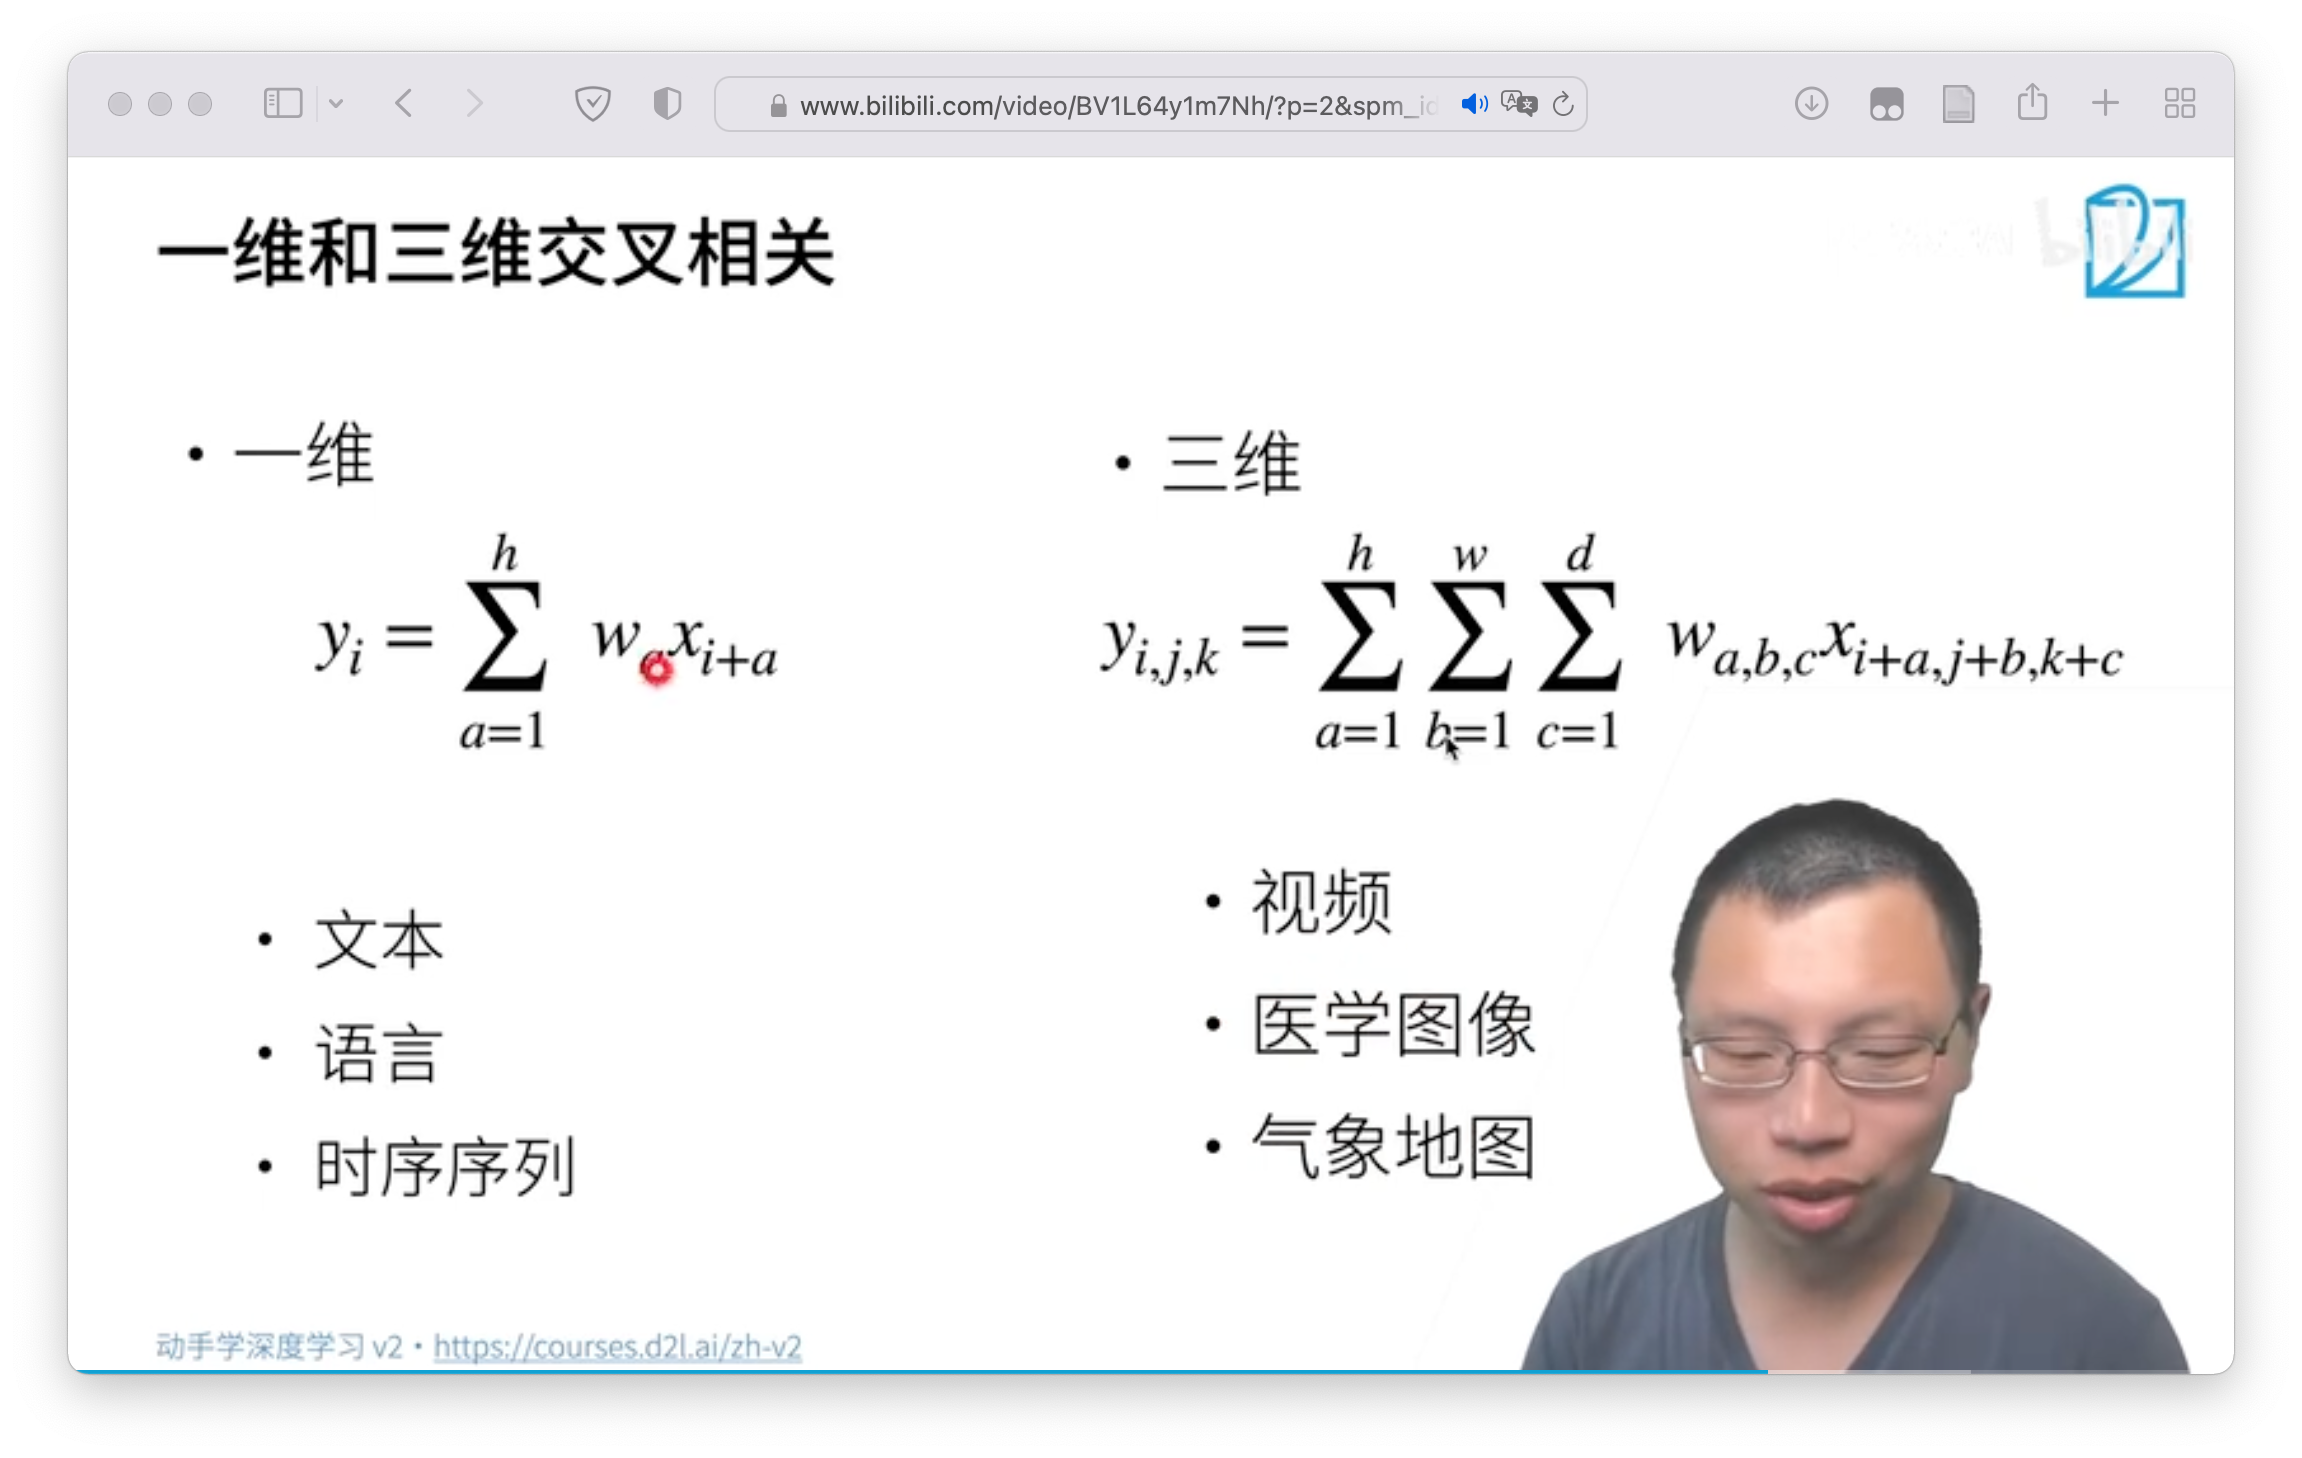 www.bilibili.com/video/BV1L64y1m7Nh/?p=2&spm_id
一维和三维交叉相关
bilibili
• 一维
y_i = \sum_{a=1}^{h} w_a x_{i+a}
• 文本
• 语言
• 时序序列
• 三维
y_{i,j,k} = \sum_{a=1}^{h} \sum_{b=1}^{w} \sum_{c=1}^{d} w_{a,b,c} x_{i+a,j+b,k+c}
• 视频
• 医学图像
• 气象地图
动手学深度学习 v2 • https://courses.d2l.ai/zh-v2